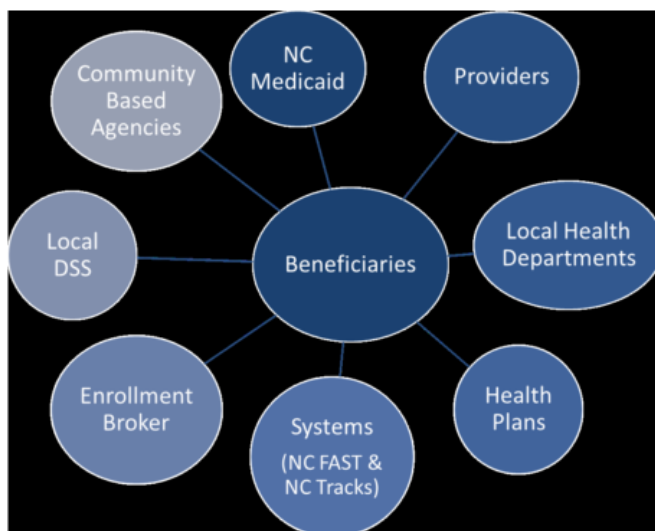 NC
Medicaid
Providers
Community
Based
Agencies
Local Health
Departments
Local
DSS
Beneficiaries
Enrollment
Broker
Systems
(NC FAST &
NC Tracks)
Health
Plans